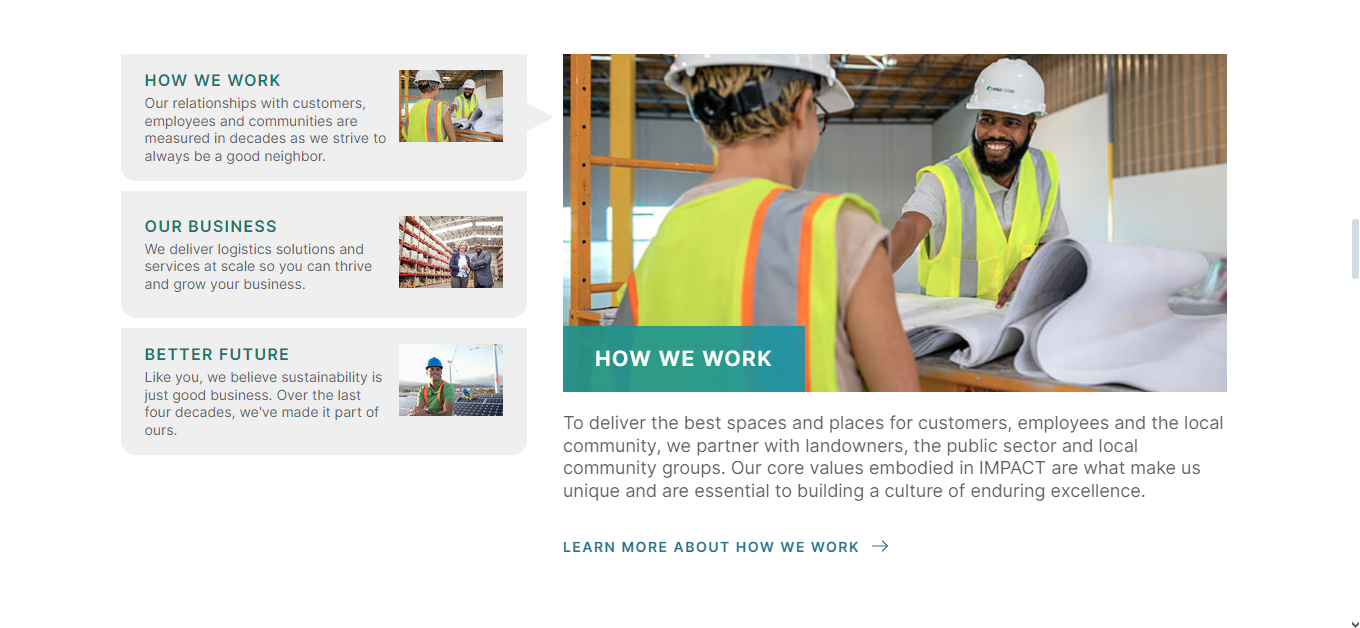 HOW WE WORK
Our relationships with customers,
employees and communities are
measured in decades as we strive to
always be a good neighbor.
OUR BUSINESS
We deliver logistics solutions and
services at scale so you can thrive
and grow your business.
BETTER FUTURE
Like you, we believe sustainability is
just good business. Over the last
four decades, we've made it part of
ours.
HOW WE WORK
To deliver the best spaces and places for customers, employees and the local
community, we partner with landowners, the public sector and local
community groups. Our core values embodied in IMPACT are what make us
unique and are essential to building a culture of enduring excellence.
LEARN MORE ABOUT HOW WE WORK